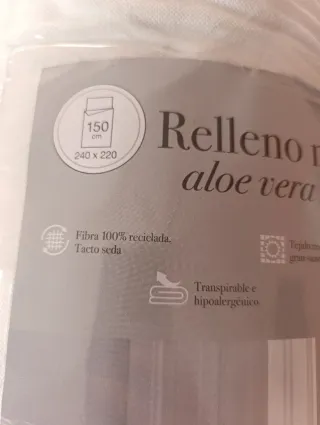 150
cm
240 x 220
Relleno
aloe vera
Fibra 100% reciclada.
Tacto seda
Transpirable e
hipoalergénico